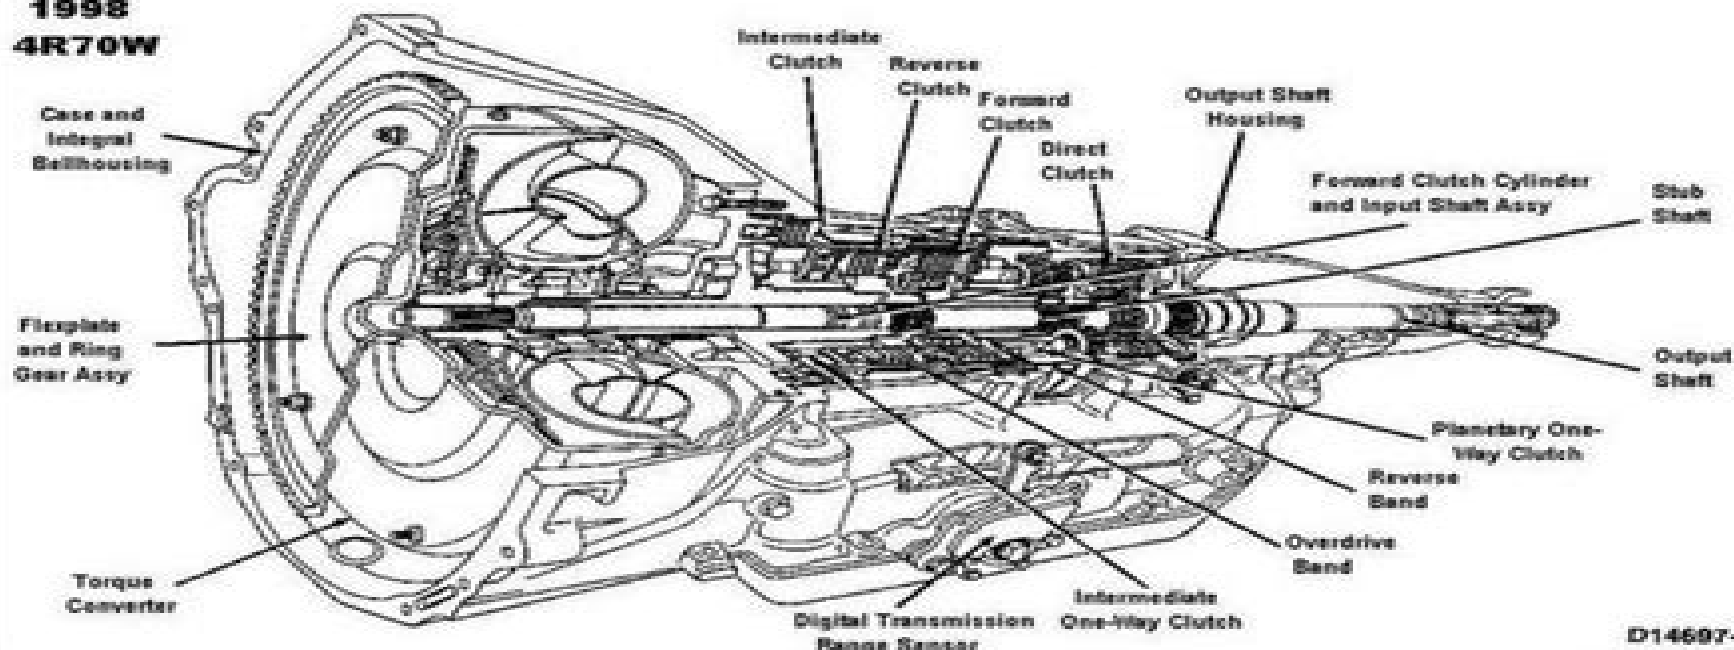 1998
4R70W
Case and
Integral
Bellhousing
Flexplate
and Ring
Gear Assy
Torque
Converter
Intermediate
Clutch
Reverse
Clutch
Forward
Clutch
Direct
Clutch
Output Shaft
Housing
Forward Clutch Cylinder
and Input Shaft Assy
Stub
Shaft
Output
Shaft
Planetary One-
Way Clutch
Reverse
Band
Overdrive
Band
Intermediate
One-Way Clutch
Digital Transmission
Range Sensor
D14697-